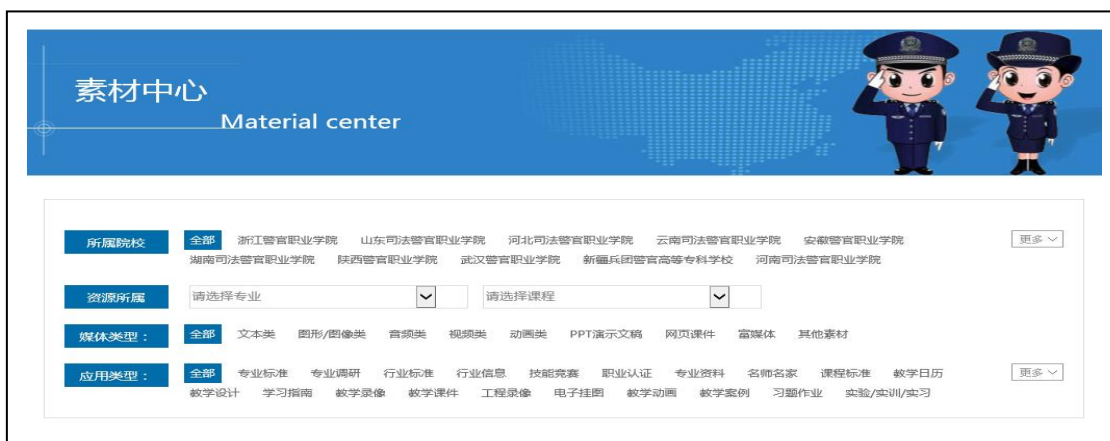 素材中心
Material center
所属院校 全部 浙江警官职业学院 山东司法警官职业学院 河北司法警官职业学院 云南司法警官职业学院 安徽警官职业学院 更多
湖南司法警官职业学院 陕西警官职业学院 武汉警官职业学院 新疆兵团警官高等专科学校 河南司法警官职业学院
资源所属 请选择专业 请选择课程
媒体类型： 全部 文本类 图形/图像类 音频类 视频类 动画类 PPT演示文稿 网页课件 富媒体 其他素材
应用类型： 全部 专业标准 专业调研 行业标准 行业信息 技能竞赛 职业认证 专业资料 名师名家 课程标准 教学日历 更多
教学设计 学习指南 教学录像 教学课件 工程录像 电子挂图 教学动画 教学案例 习题作业 实验/实训/实习